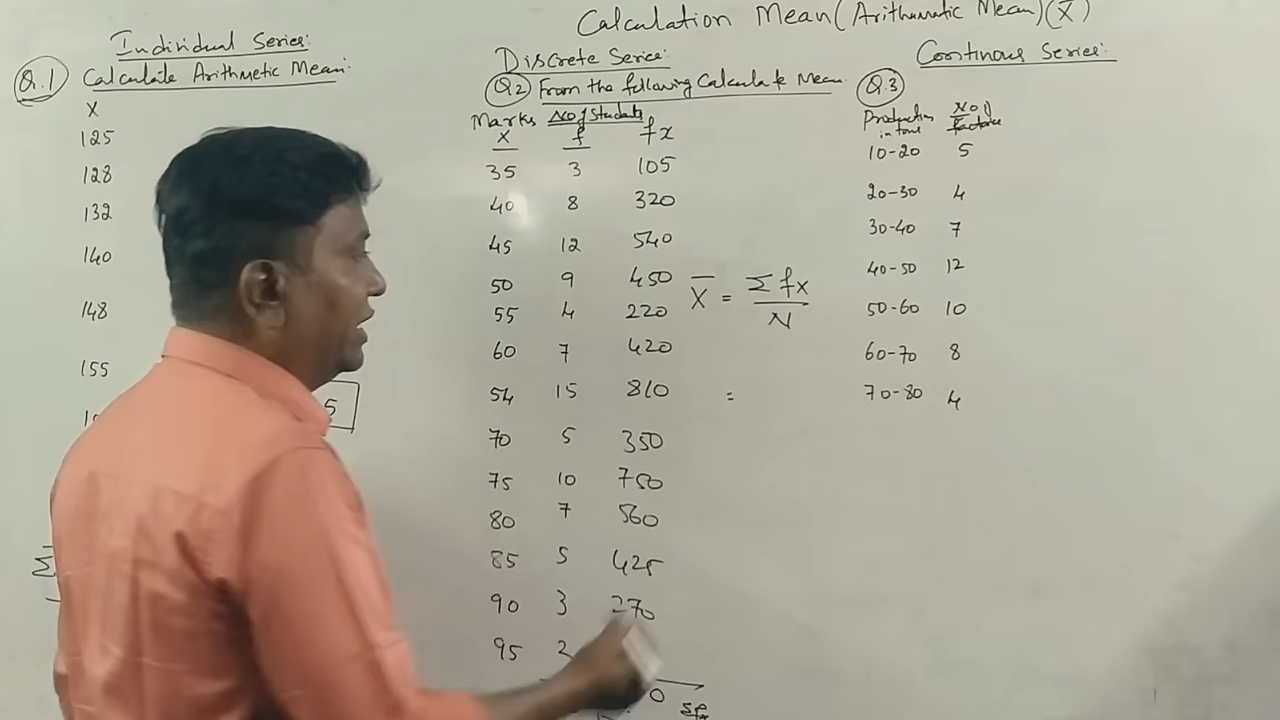 Calculation Mean (Arithematic Mean) (X̄)
Individual Series:
Q.1 Calculate Arithmetic Mean:
X
125
128
132
140
148
155
5
Σ
Discrete Series:
Q2 From the following Calculate Mean.
Marks No of Students
X f fx
35 3 105
40 8 320
45 12 540
50 9 450
55 4 220
60 7 420
54 15 810
70 5 350
75 10 750
80 7 560
85 5 425
90 3 270
95 2
0 Σfx
X̄ = Σfx
N
=
Continous Series:
Q.3
Production No of
in tons
10-20 5
20-30 4
30-40 7
40-50 12
50-60 10
60-70 8
70-80 4